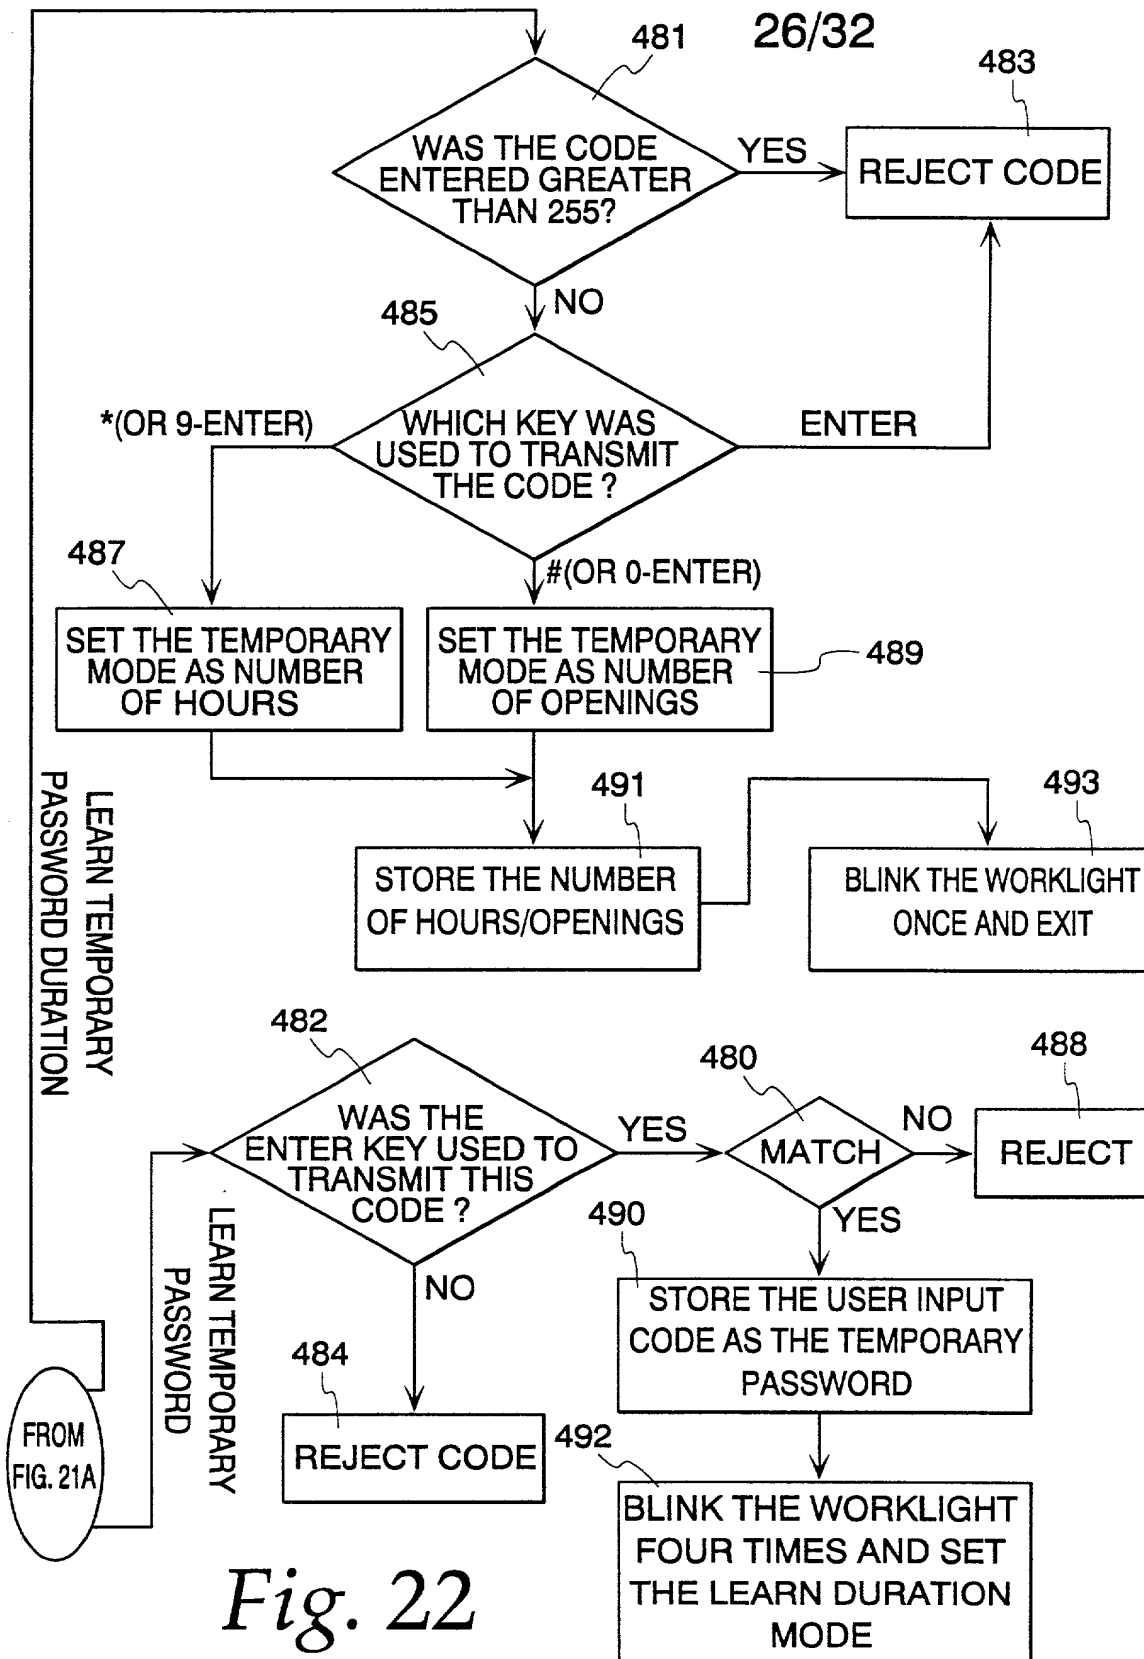 26/32
481
483
WAS THE CODE
ENTERED GREATER
THAN 255?
YES
REJECT CODE
NO
485
*(OR 9-ENTER)
WHICH KEY WAS
USED TO TRANSMIT
THE CODE ?
ENTER
487
#(OR 0-ENTER)
SET THE TEMPORARY
MODE AS NUMBER
OF HOURS
SET THE TEMPORARY
MODE AS NUMBER
OF OPENINGS
489
LEARN TEMPORARY
PASSWORD DURATION
491
493
STORE THE NUMBER
OF HOURS/OPENINGS
BLINK THE WORKLIGHT
ONCE AND EXIT
482
480
488
WAS THE
ENTER KEY USED TO
TRANSMIT THIS
CODE ?
YES
MATCH
NO
REJECT
LEARN TEMPORARY
PASSWORD
NO
490
YES
STORE THE USER INPUT
CODE AS THE TEMPORARY
PASSWORD
484
REJECT CODE
FROM
FIG. 21A
492
BLINK THE WORKLIGHT
FOUR TIMES AND SET
THE LEARN DURATION
MODE
Fig. 22